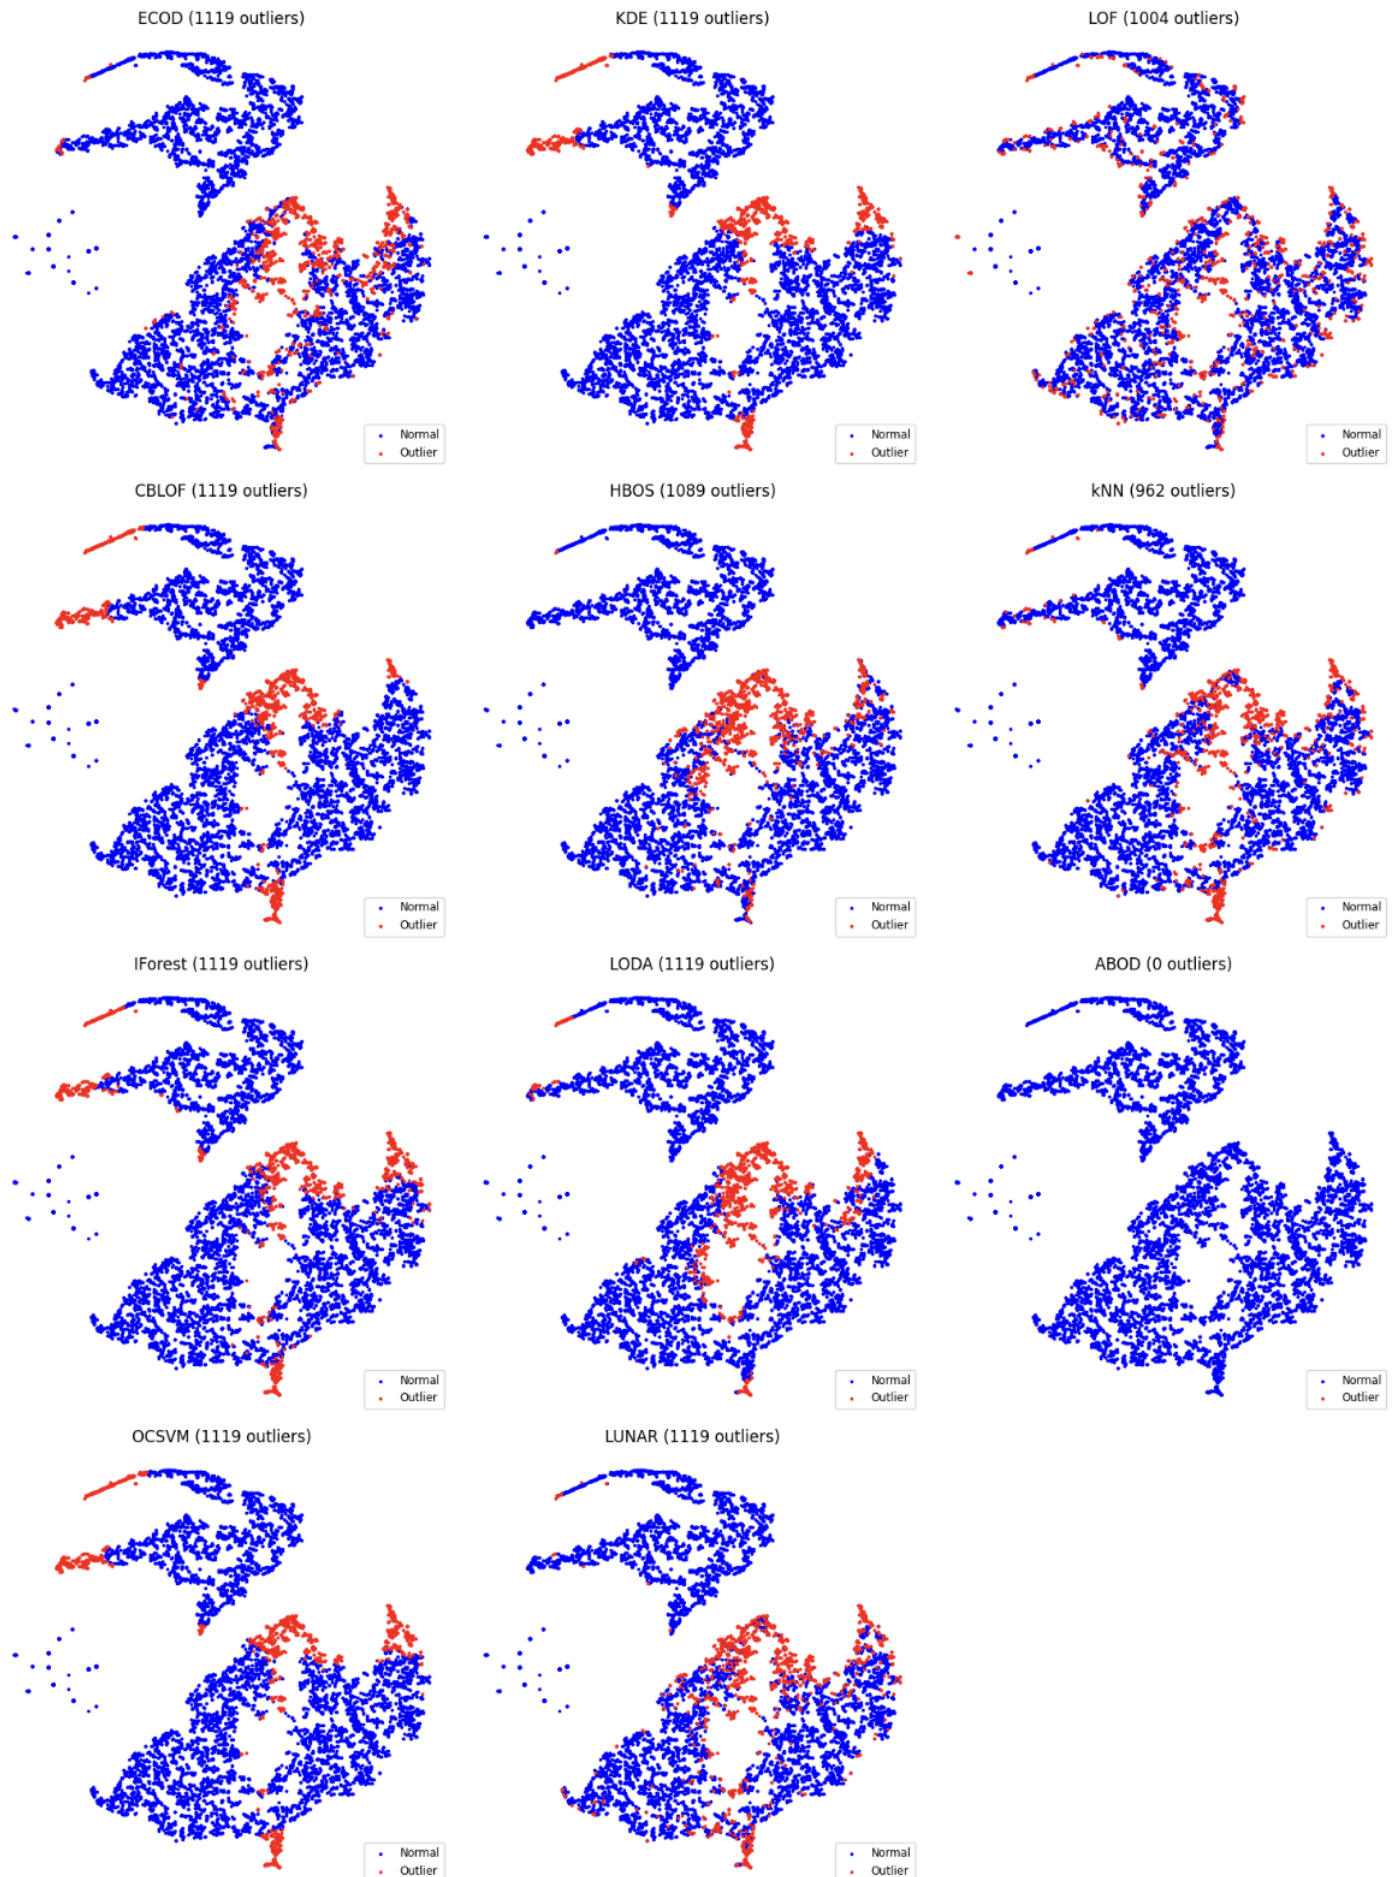 ECOD (1119 outliers)
KDE (1119 outliers)
LOF (1004 outliers)
Normal
Outlier
Normal
Outlier
Normal
Outlier
CBLOF (1119 outliers)
HBOS (1089 outliers)
kNN (962 outliers)
Normal
Outlier
Normal
Outlier
Normal
Outlier
IForest (1119 outliers)
LODA (1119 outliers)
ABOD (0 outliers)
Normal
Outlier
Normal
Outlier
Normal
Outlier
OCSVM (1119 outliers)
LUNAR (1119 outliers)
Normal
Outlier
Normal
Outlier